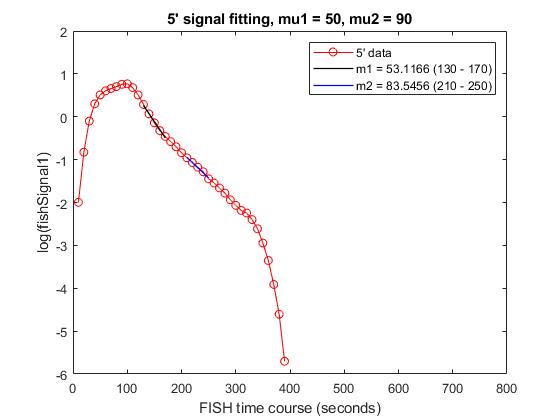 5' signal fitting, mu1 = 50, mu2 = 90
5' data
m1 = 53.1166 (130 - 170)
m2 = 83.5456 (210 - 250)
log(fishSignal1)
2
1
0
-1
-2
-3
-4
-5
-6
0 100 200 300 400 500 600 700 800
FISH time course (seconds)